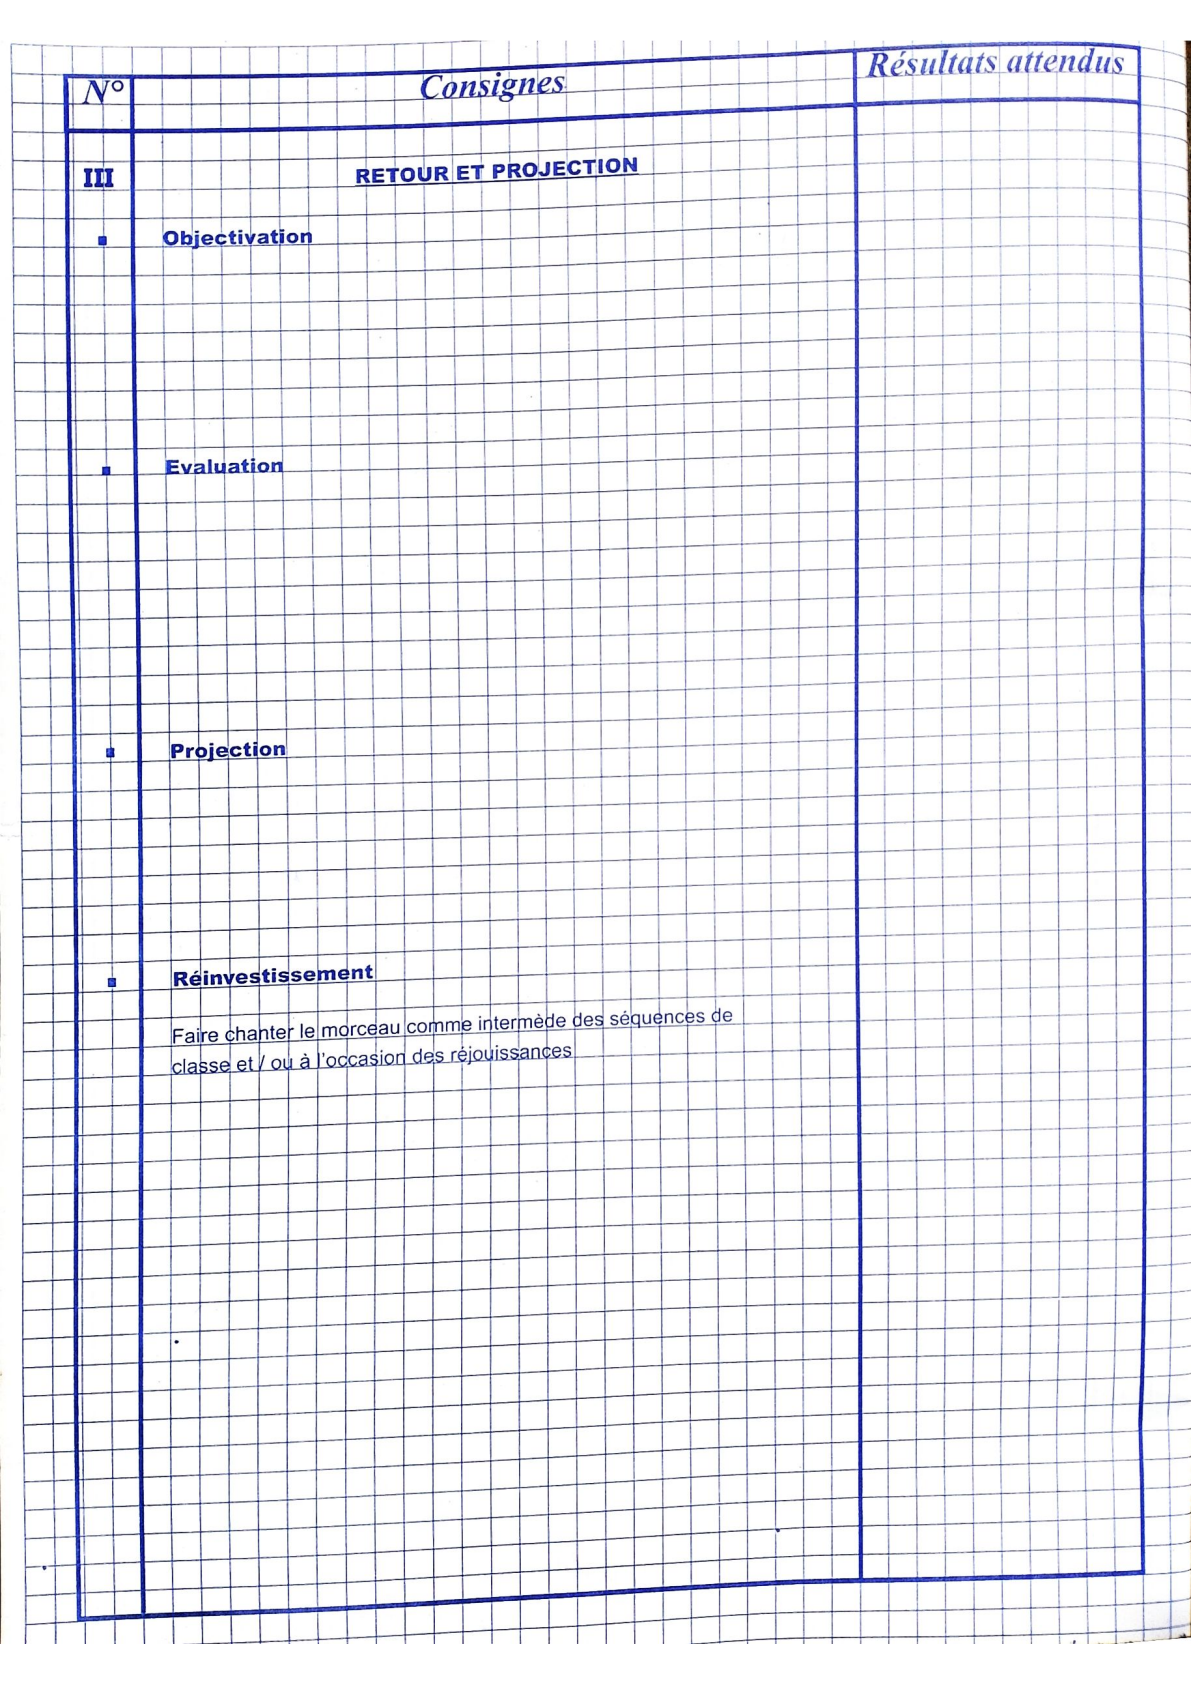 N° Consignes Résultats attendus
III RETOUR ET PROJECTION
▪ Objectivation
▪ Evaluation
▪ Projection
▪ Réinvestissement
Faire chanter le morceau comme intermède des séquences de
classe et / ou à l'occasion des réjouissances